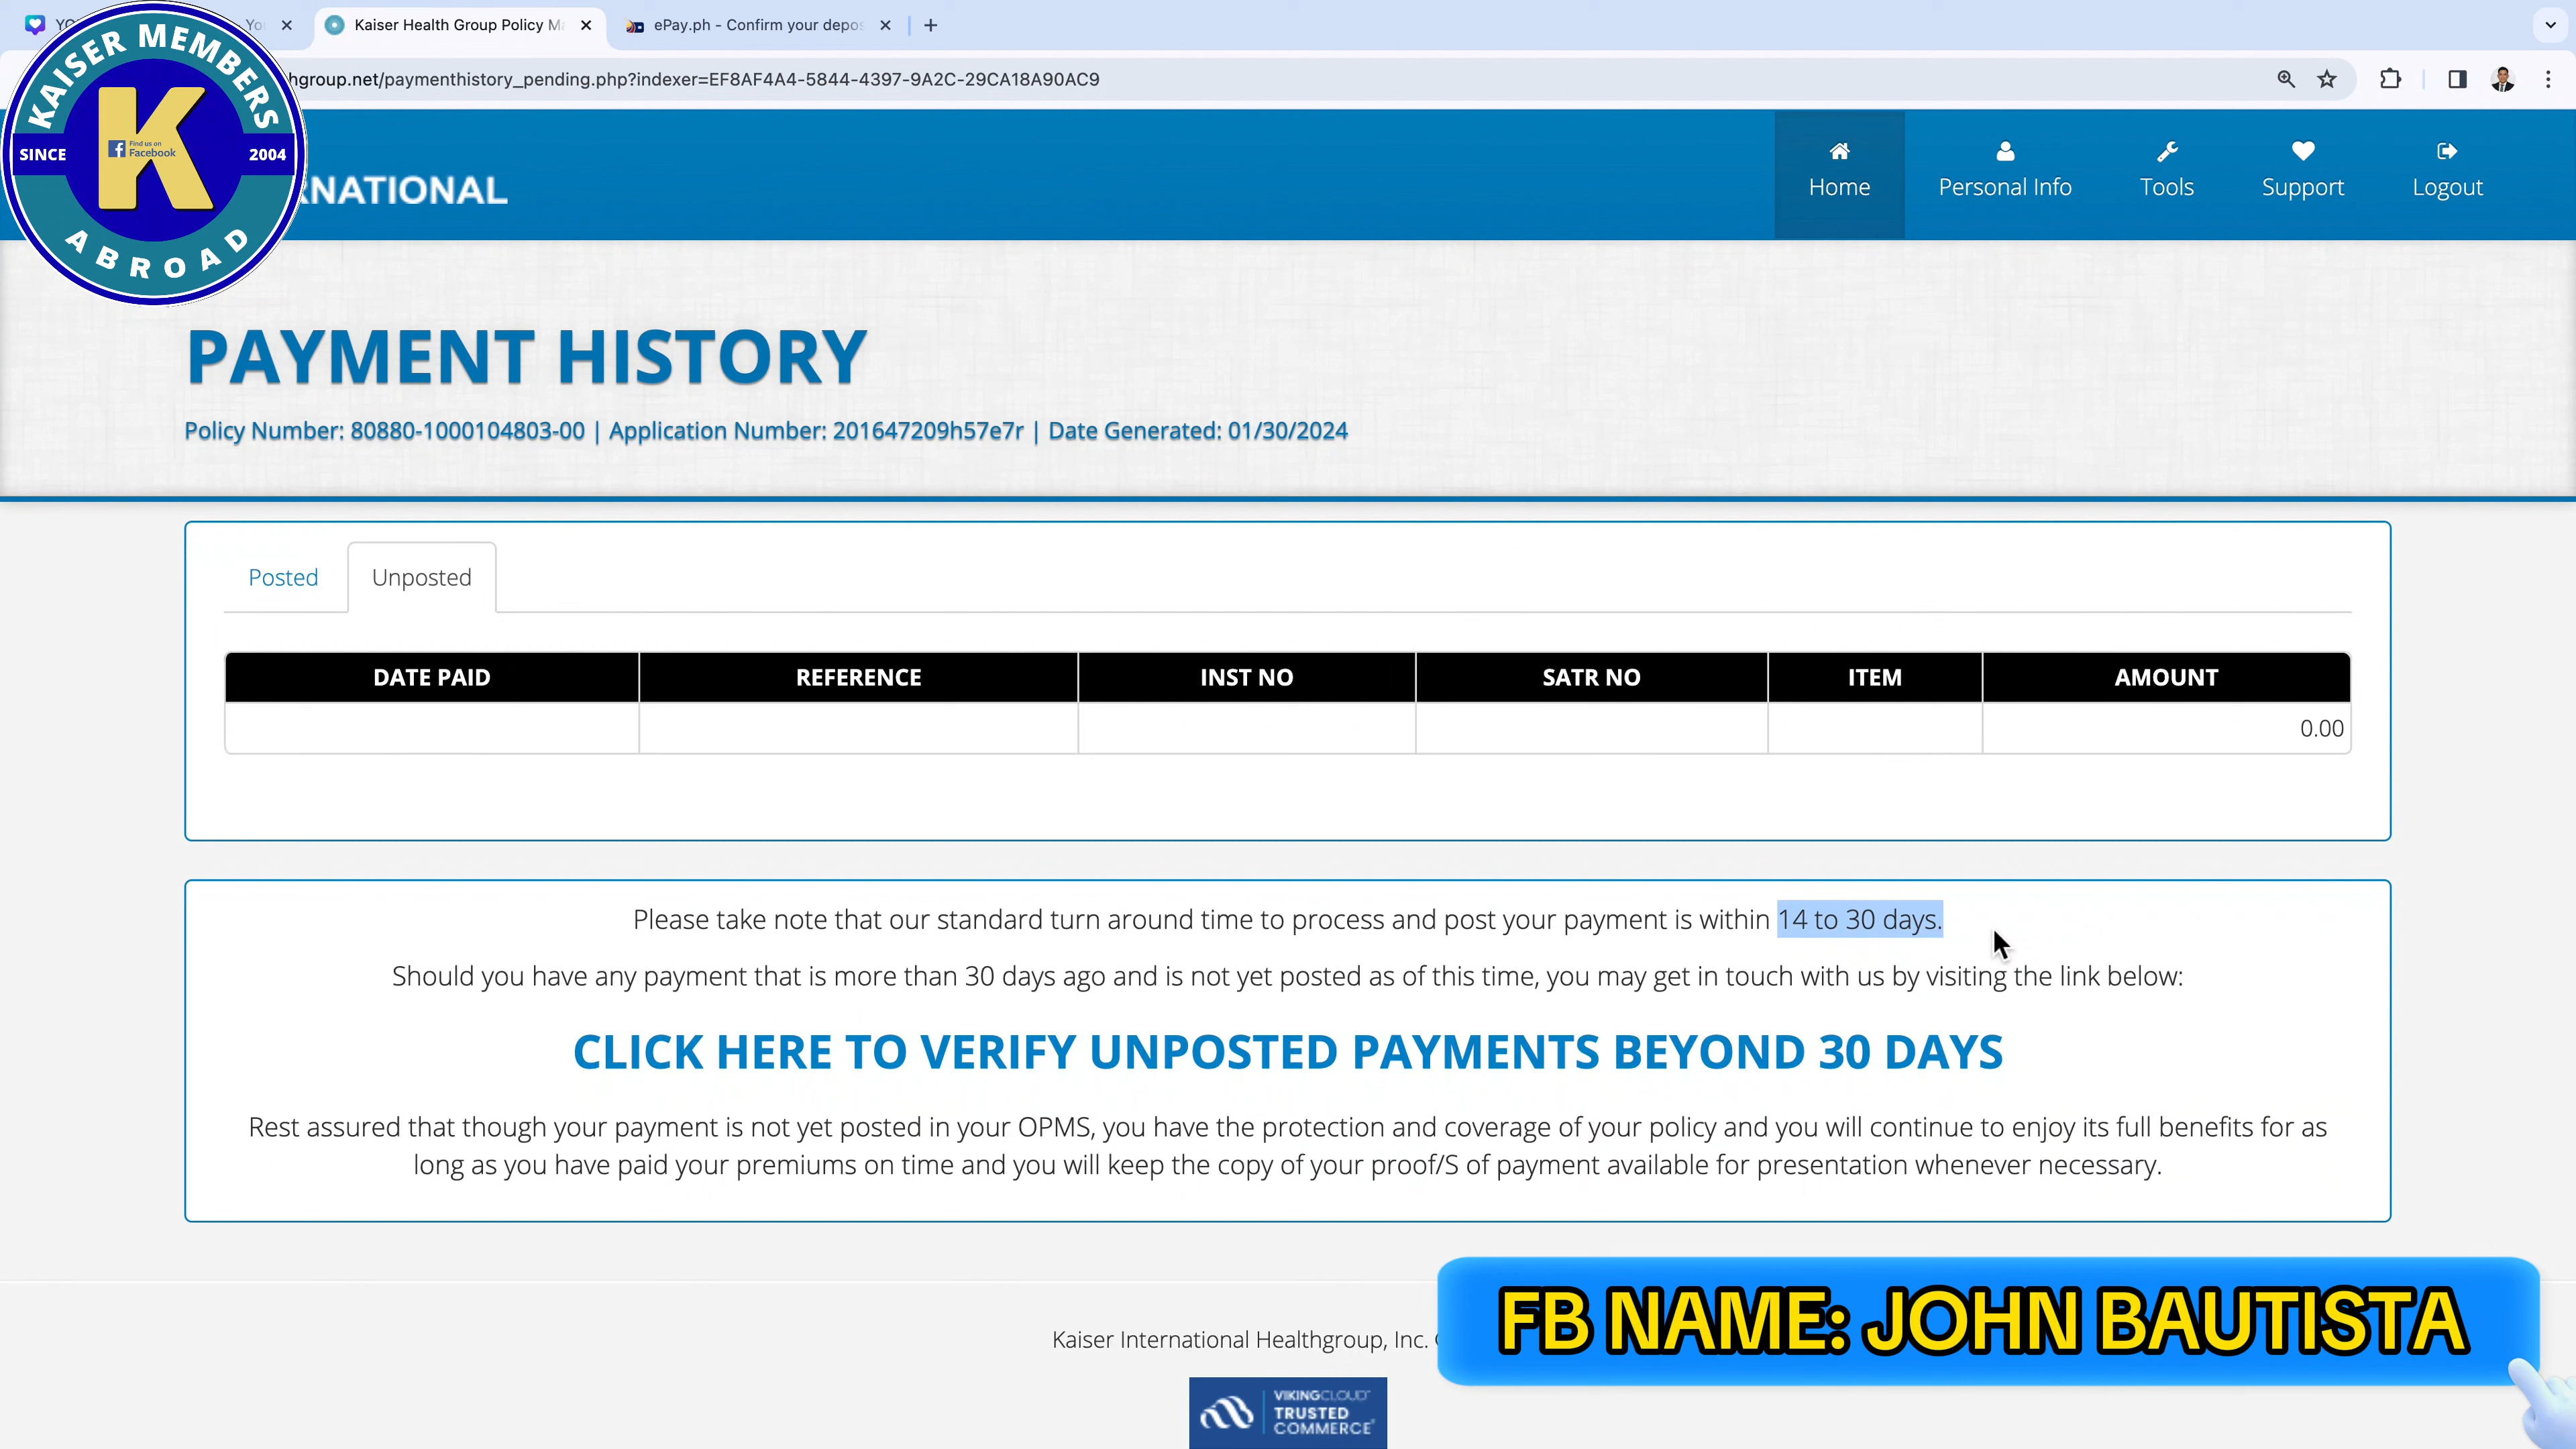 Kaiser Health Group Policy Ma
ePay.ph - Confirm your depos
hgroup.net/paymenthistory_pending.php?indexer=EF8AF4A4-5844-4397-9A2C-29CA18A90AC9
KAISER MEMBERS
SINCE
K
Find us on
Facebook
2004
ABROAD
RNATIONAL
Home
Personal Info
Tools
Support
Logout
PAYMENT HISTORY
Policy Number: 80880-1000104803-00 | Application Number: 201647209h57e7r | Date Generated: 01/30/2024
Posted
Unposted
DATE PAID REFERENCE INST NO SATR NO ITEM AMOUNT
0.00
Please take note that our standard turn around time to process and post your payment is within 14 to 30 days.
Should you have any payment that is more than 30 days ago and is not yet posted as of this time, you may get in touch with us by visiting the link below:
CLICK HERE TO VERIFY UNPOSTED PAYMENTS BEYOND 30 DAYS
Rest assured that though your payment is not yet posted in your OPMS, you have the protection and coverage of your policy and you will continue to enjoy its full benefits for as
long as you have paid your premiums on time and you will keep the copy of your proof/S of payment available for presentation whenever necessary.
Kaiser International Healthgroup, Inc.
FB NAME: JOHN BAUTISTA
VIKINGCLOUD
TRUSTED
COMMERCE